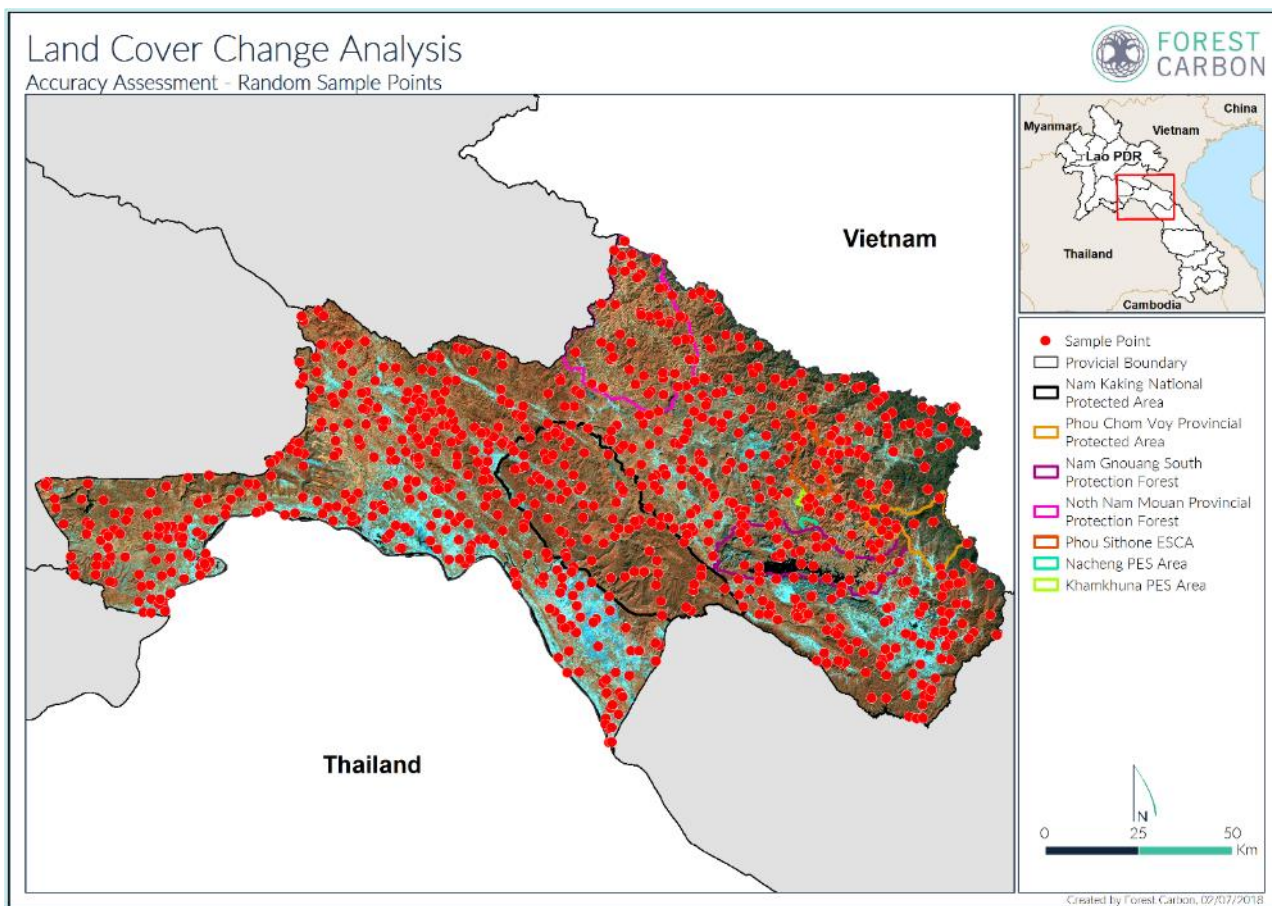 Land Cover Change Analysis
Accuracy Assessment - Random Sample Points
FOREST
CARBON
Vietnam
Thailand
China
Myanmar
Vietnam
Lao PDR
Thailand
Cambodia
Sample Point
Provicial Boundary
Nam Kaking National
Protected Area
Phou Chom Voy Provincial
Protected Area
Nam Gnouang South
Protection Forest
Noth Nam Mouan Provincial
Protection Forest
Phou Sithone ESCA
Nacheng PES Area
Khamkhuna PES Area
N
0 25 50
Km
Created by Forest Carbon, 02/07/2018